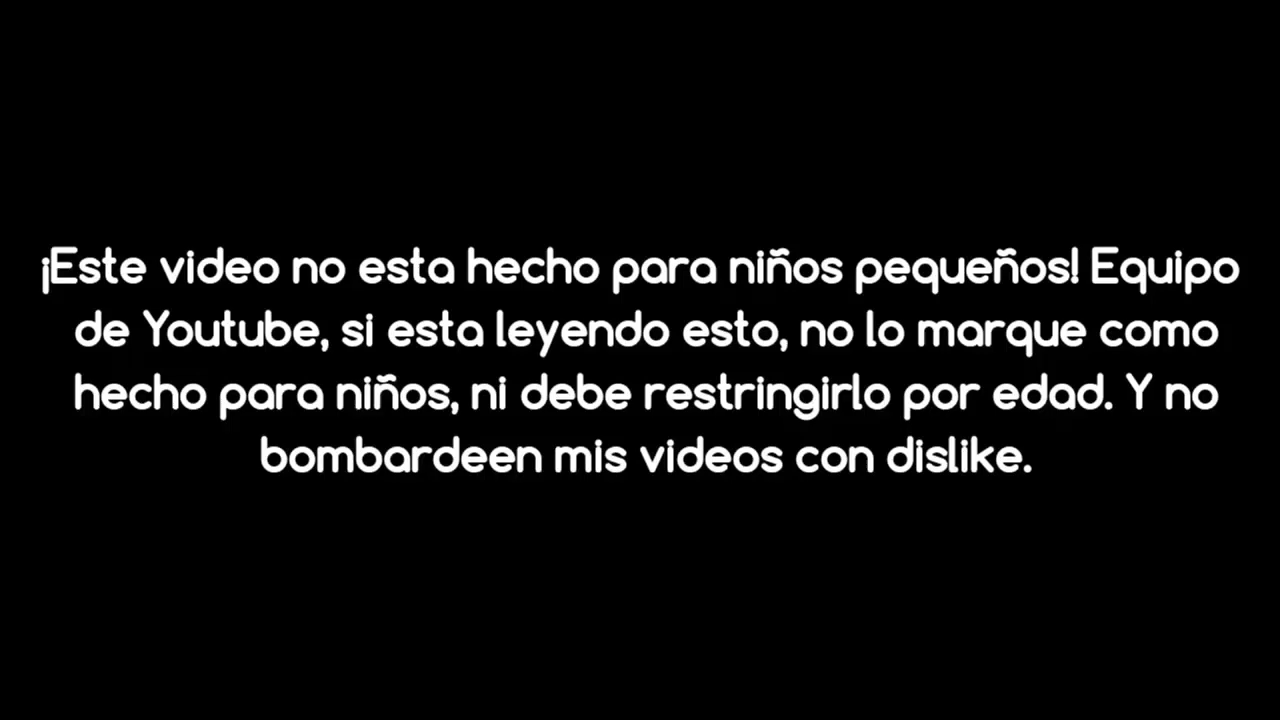 ¡Este video no esta hecho para niños pequeños! Equipo
de Youtube, si esta leyendo esto, no lo marque como
hecho para niños, ni debe restringirlo por edad. Y no
bombardeen mis videos con dislike.